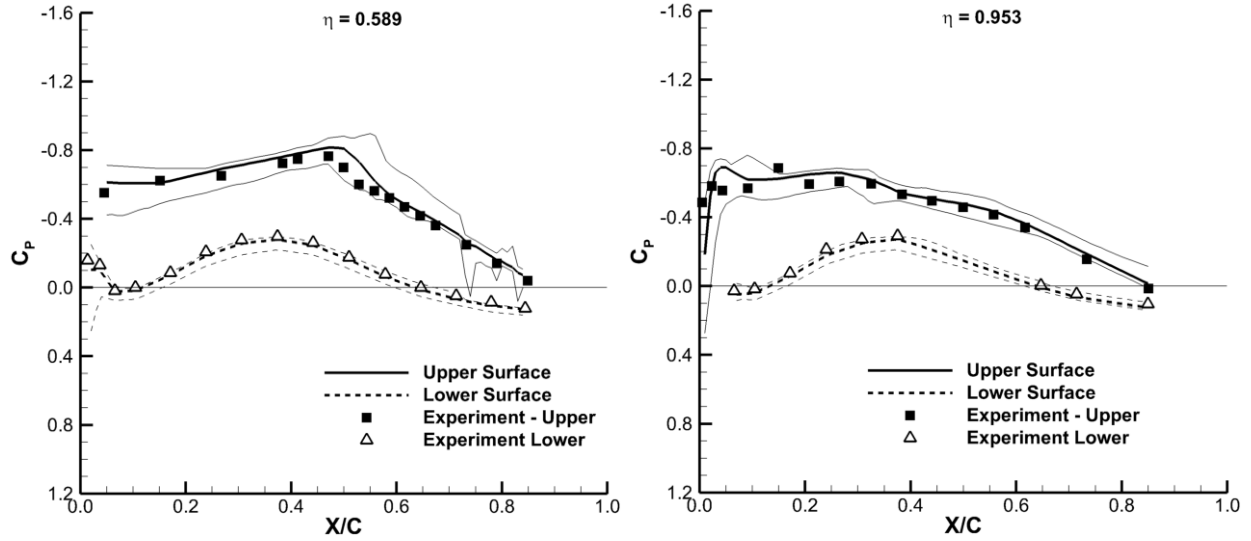 η = 0.589
-1.6
-1.2
-0.8
-0.4
0.0
0.4
0.8
1.2
C_P
0.0
0.2
0.4
0.6
0.8
1.0
X/C
Upper Surface
Lower Surface
Experiment - Upper
Experiment Lower
η = 0.953
-1.6
-1.2
-0.8
-0.4
0.0
0.4
0.8
1.2
C_P
0.0
0.2
0.4
0.6
0.8
1.0
X/C
Upper Surface
Lower Surface
Experiment - Upper
Experiment Lower